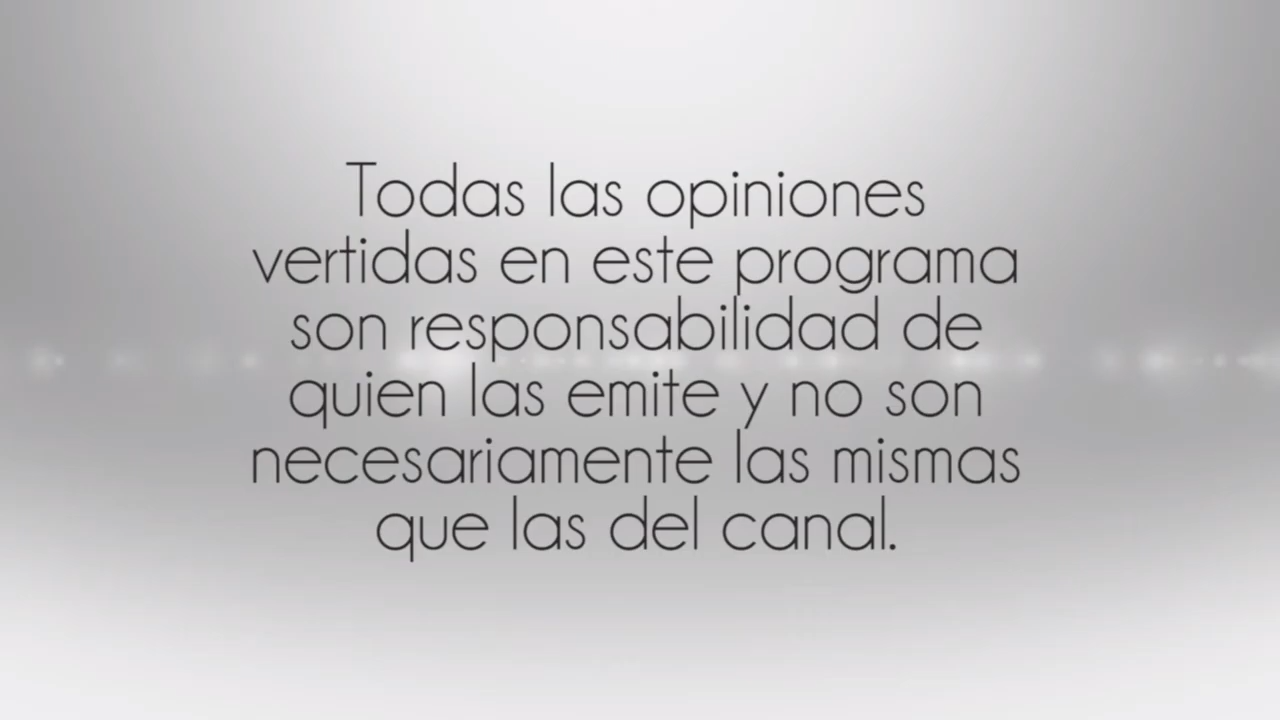 Todas las opiniones
vertidas en este programa
son responsabilidad de
quien las emite y no son
necesariamente las mismas
que las del canal.